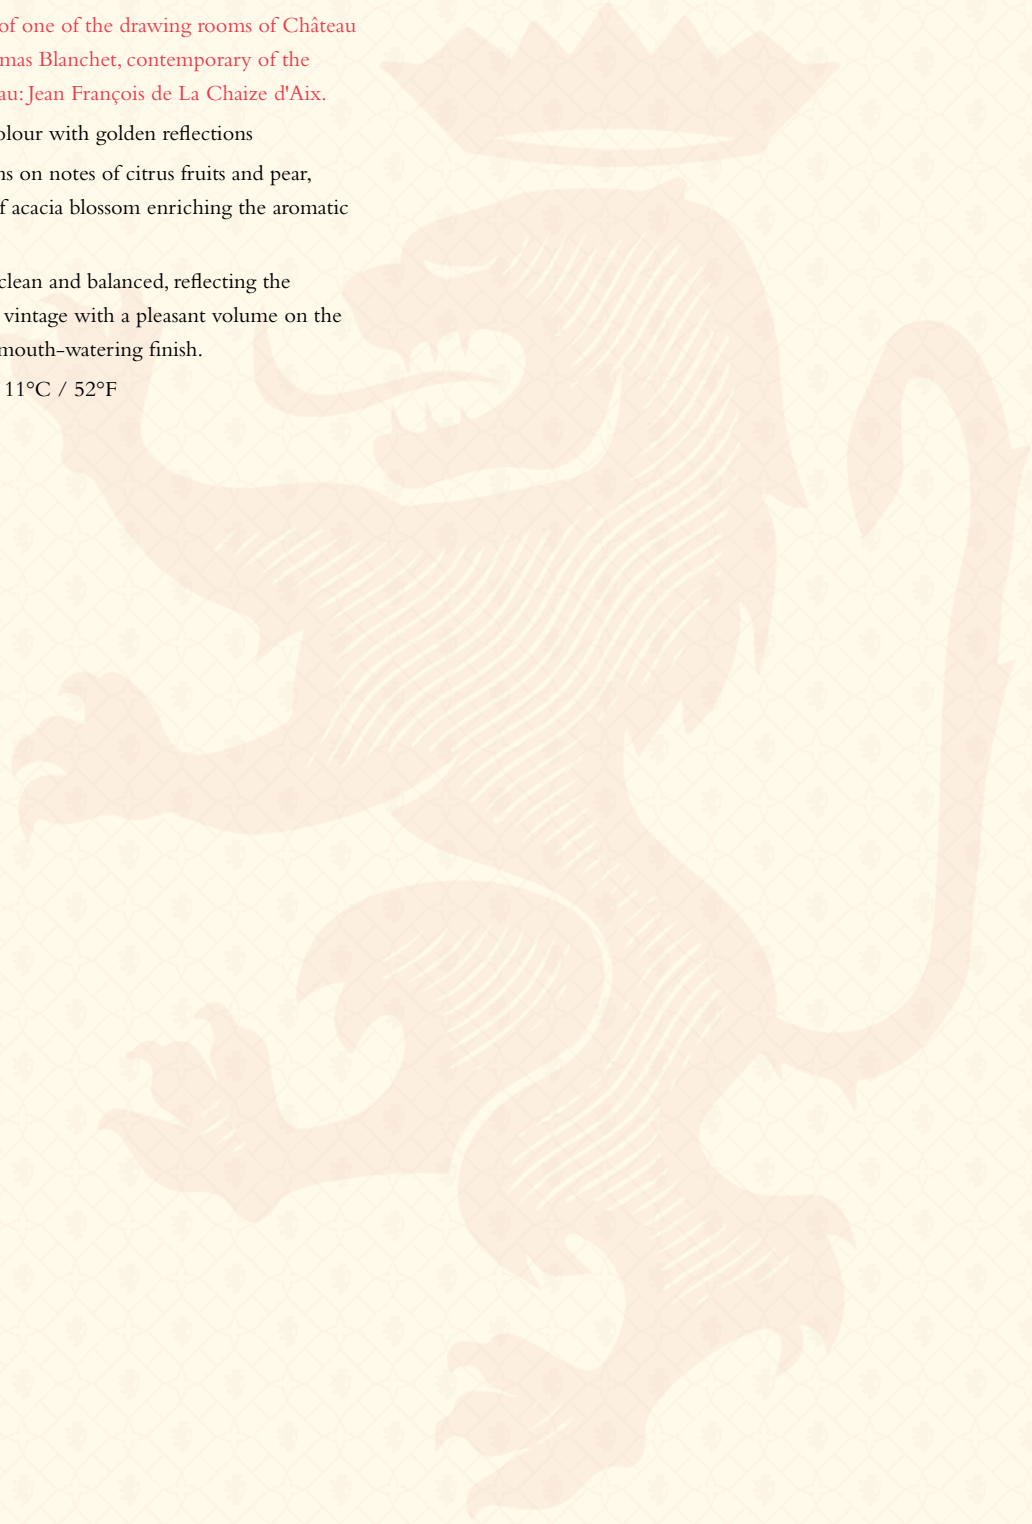 of one of the drawing rooms of Château
mas Blanchet, contemporary of the
au: Jean François de La Chaize d'Aix.
olour with golden reflections
ns on notes of citrus fruits and pear,
f acacia blossom enriching the aromatic
clean and balanced, reflecting the
vintage with a pleasant volume on the
mouth-watering finish.
11°C / 52°F